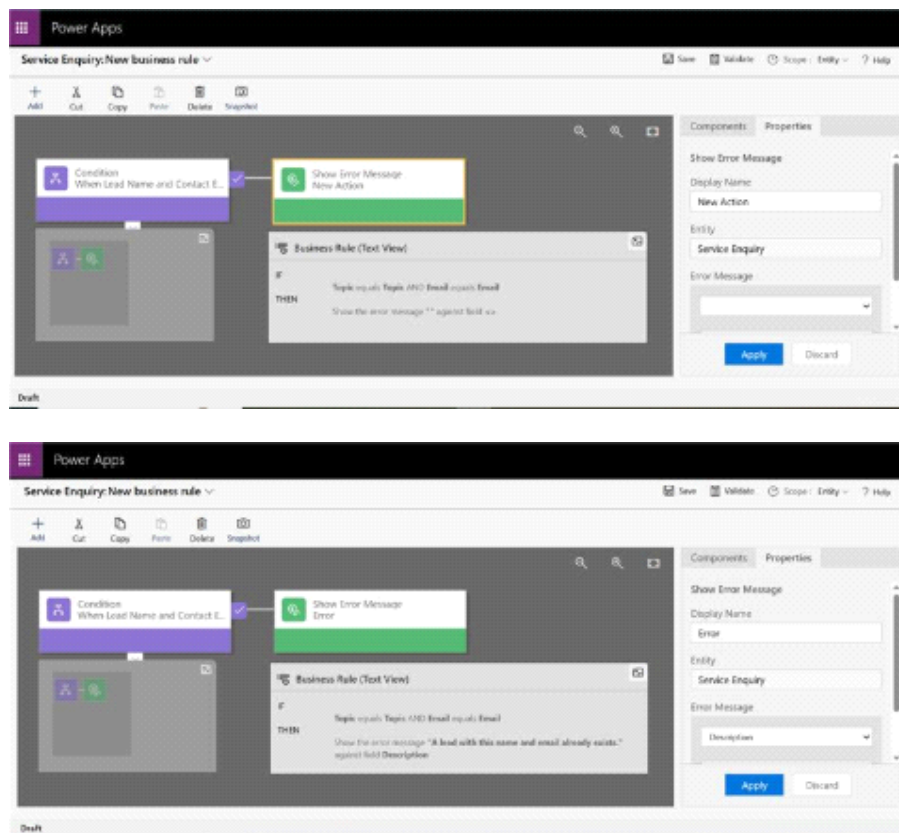 Power Apps
Service Enquiry: New business rule
Save Validate Scope : Entity ? Help
Add Cut Copy Paste Delete Snapshot
Components Properties
Condition
When Lead Name and Contact E...
Show Error Message
New Action
Show Error Message
Display Name
New Action
Entity
Service Enquiry
Error Message
Business Rule (Text View)
IF
Topic equals Topic AND Email equals Email
THEN
Show the error message "" against field <>
Apply Discard
Draft
Power Apps
Service Enquiry: New business rule
Save Validate Scope : Entity ? Help
Add Cut Copy Paste Delete Snapshot
Components Properties
Condition
When Lead Name and Contact E...
Show Error Message
Error
Show Error Message
Display Name
Error
Entity
Service Enquiry
Error Message
Description
Business Rule (Text View)
IF
Topic equals Topic AND Email equals Email
THEN
Show the error message "A lead with this name and email already exists."
against field Description
Apply Discard
Draft